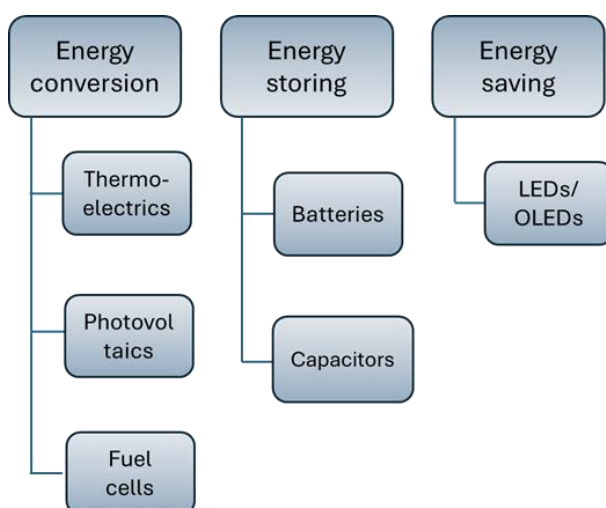 Energy
conversion
Thermo-
electrics
Photovol
taics
Fuel
cells
Energy
storing
Batteries
Capacitors
Energy
saving
LEDs/
OLEDs